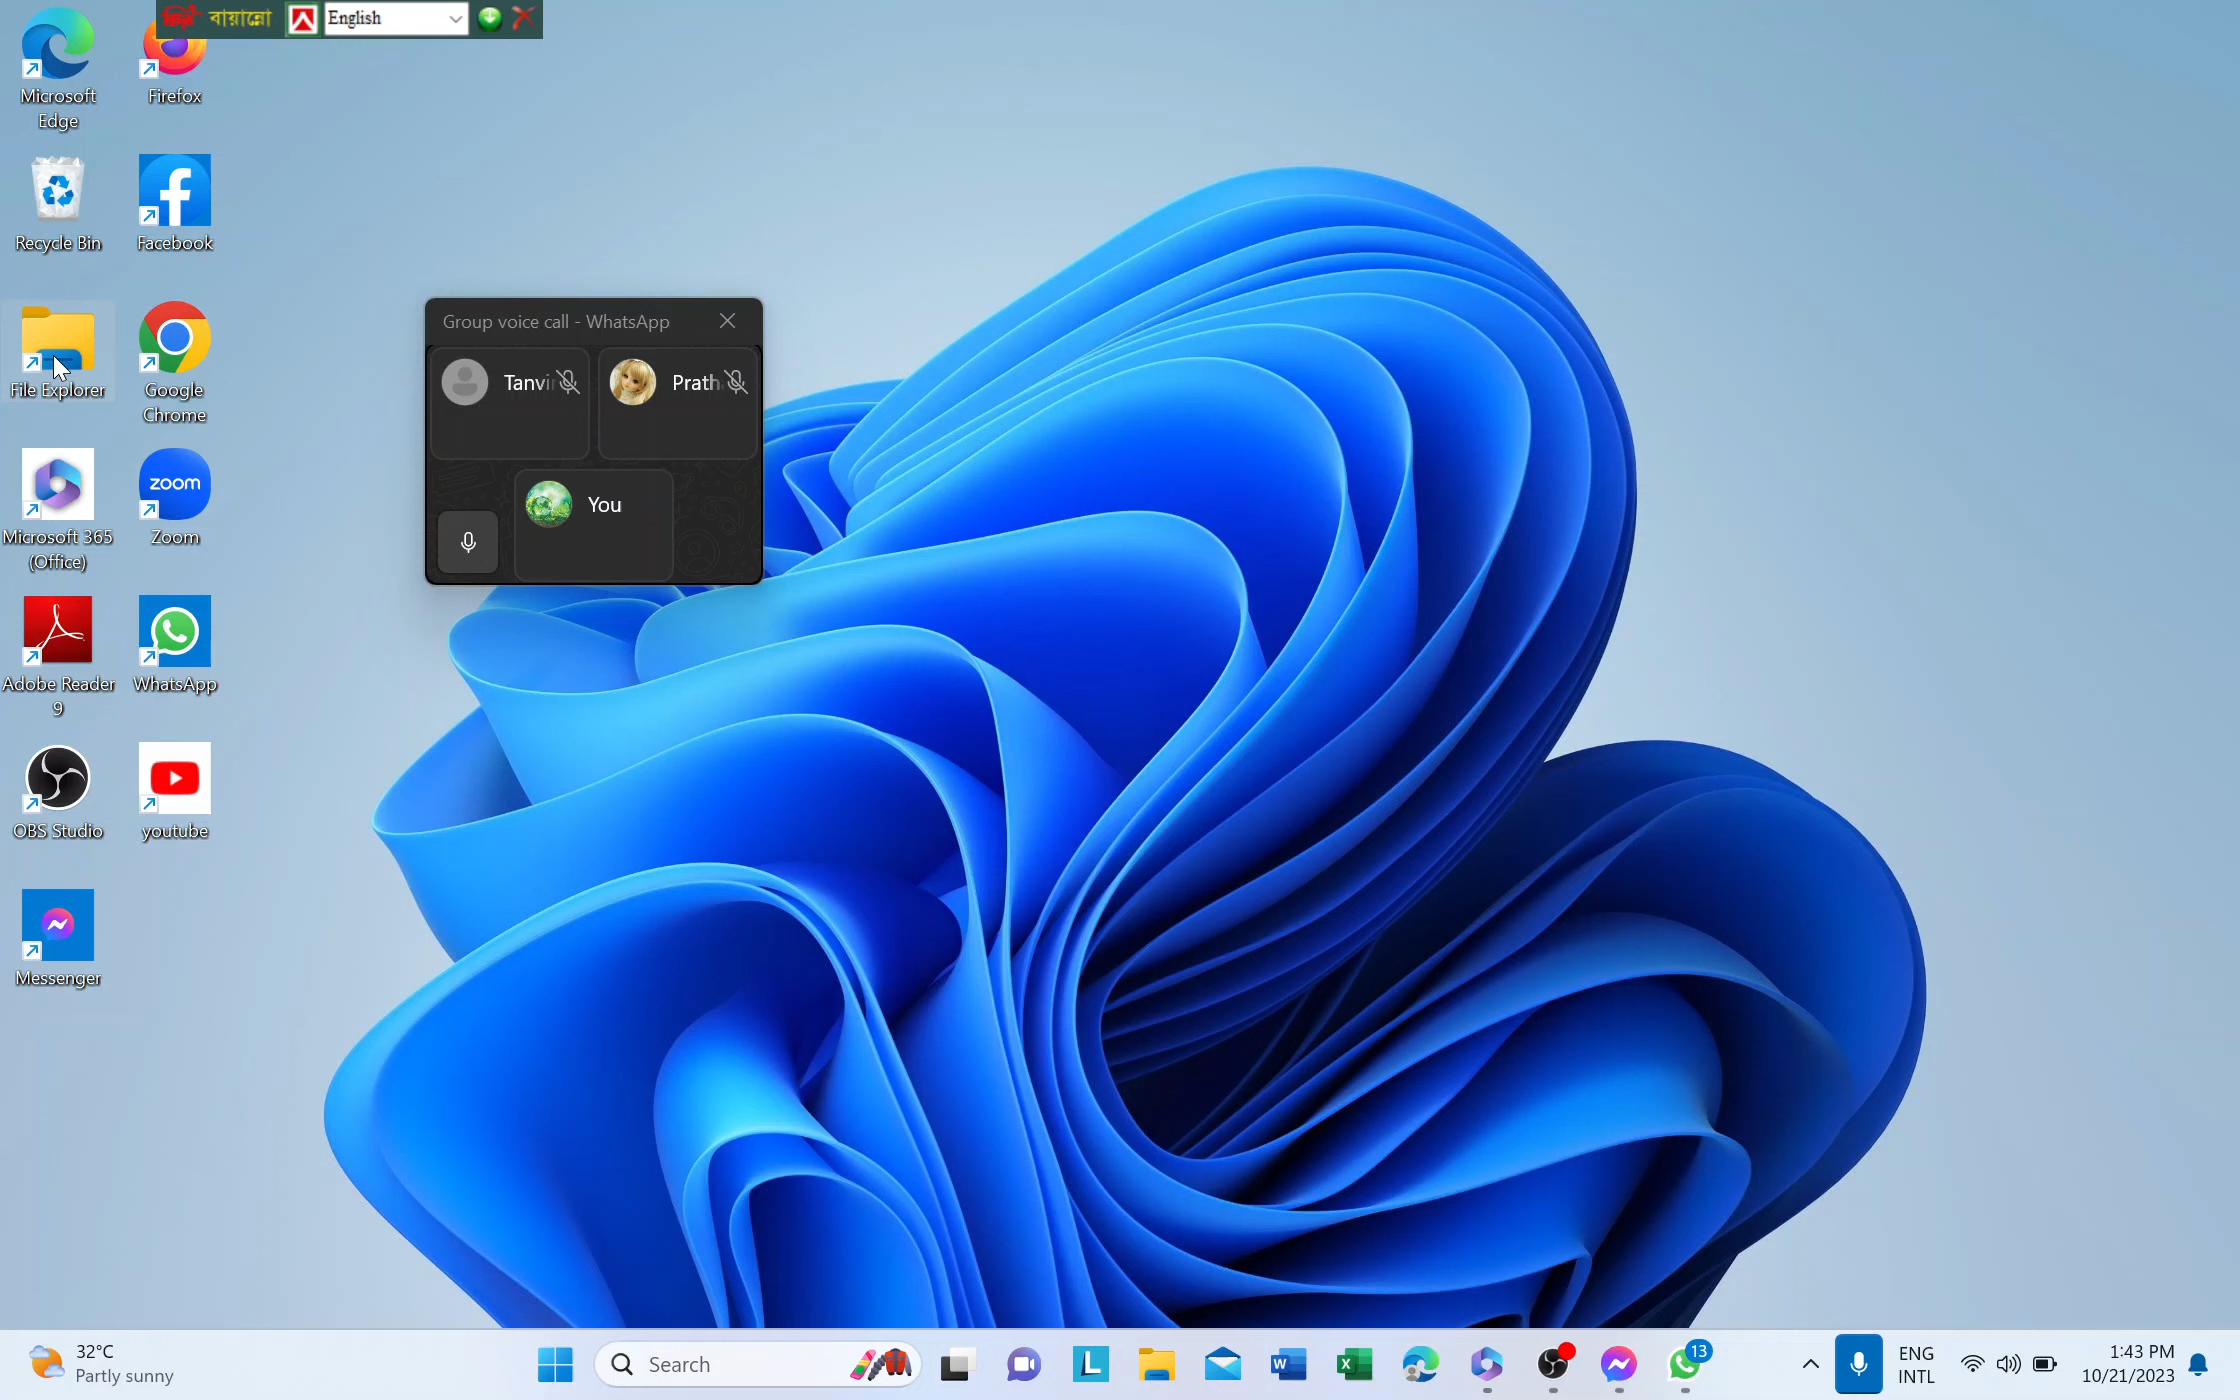 বিজয় বায়ান্নো
English
Microsoft
Edge
Firefox
Recycle Bin
Facebook
File Explorer
Google
Chrome
Microsoft 365
(Office)
zoom
Zoom
Adobe Reader
9
WhatsApp
OBS Studio
youtube
Messenger
Group voice call - WhatsApp
Tanvir
Prath
You
32°C
Partly sunny
Search
L
W
X
13
ENG
INTL
1:43 PM
10/21/2023